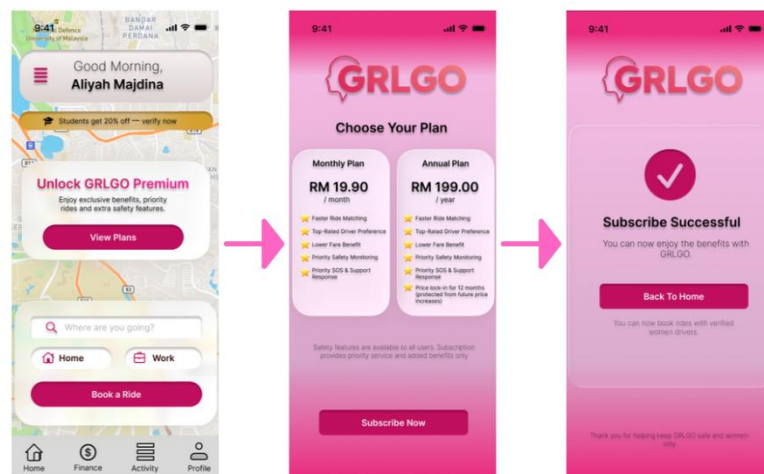 9:41
Defence
University of Malaysia
BANDAR
DAMAI
PERDANA
Good Morning,
Aliyah Majdina
Students get 20% off — verify now
Unlock GRLGO Premium
Enjoy exclusive benefits, priority
rides and extra safety features.
View Plans
Where are you going?
Home
Work
Book a Ride
Home
Finance
Activity
Profile
9:41
GRLGO
Choose Your Plan
Monthly Plan
RM 19.90
/ month
Faster Ride Matching
Top-Rated Driver Preference
Lower Fare Benefit
Priority Safety Monitoring
Priority SOS & Support
Response
Annual Plan
RM 199.00
/ year
Faster Ride Matching
Top-Rated Driver Preference
Lower Fare Benefit
Priority Safety Monitoring
Priority SOS & Support
Response
Price lock-in for 12 months
(protected from future price
increases)
Safety features are available to all users. Subscription
provides priority service and added benefits only.
Subscribe Now
9:41
GRLGO
Subscribe Successful
You can now enjoy the benefits with
GRLGO.
Back To Home
You can now book rides with verified
women drivers.
Thank you for helping keep GRLGO safe and women
only.